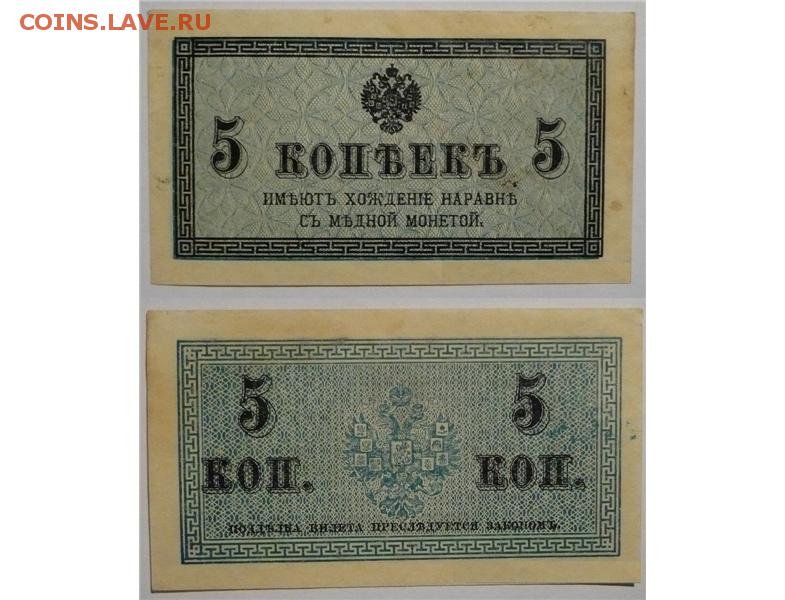 COINS.LAVE.RU
5 КОПѢЕКЪ 5
ИМѢЮТЪ ХОЖДЕНІЕ НАРАВНѢ
СЪ МѢДНОЙ МОНЕТОЙ.
5 5
КОП. КОП.
ПОДДѢЛКА БИЛЕТА ПРЕСЛѢДУЕТСЯ ЗАКОНОМЪ.